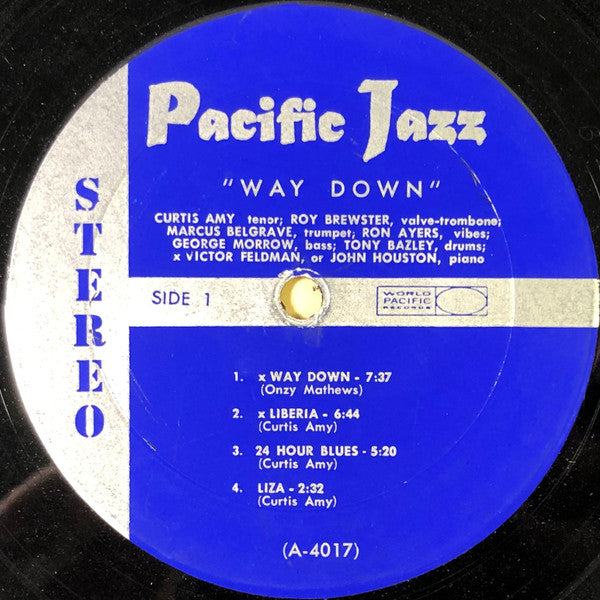 STEREO
Pacific Jazz
"WAY DOWN"
CURTIS AMY tenor; ROY BREWSTER, valve-trombone;
MARCUS BELGRAVE, trumpet; RON AYERS, vibes;
GEORGE MORROW, bass; TONY BAZLEY, drums;
x VICTOR FELDMAN, or JOHN HOUSTON, piano
SIDE 1
WORLD
PACIFIC
RECORDS
1. x WAY DOWN - 7:37
(Onzy Mathews)
2. x LIBERIA - 6:44
(Curtis Amy)
3. 24 HOUR BLUES - 5:20
(Curtis Amy)
4. LIZA - 2:32
(Curtis Amy)
(A-4017)